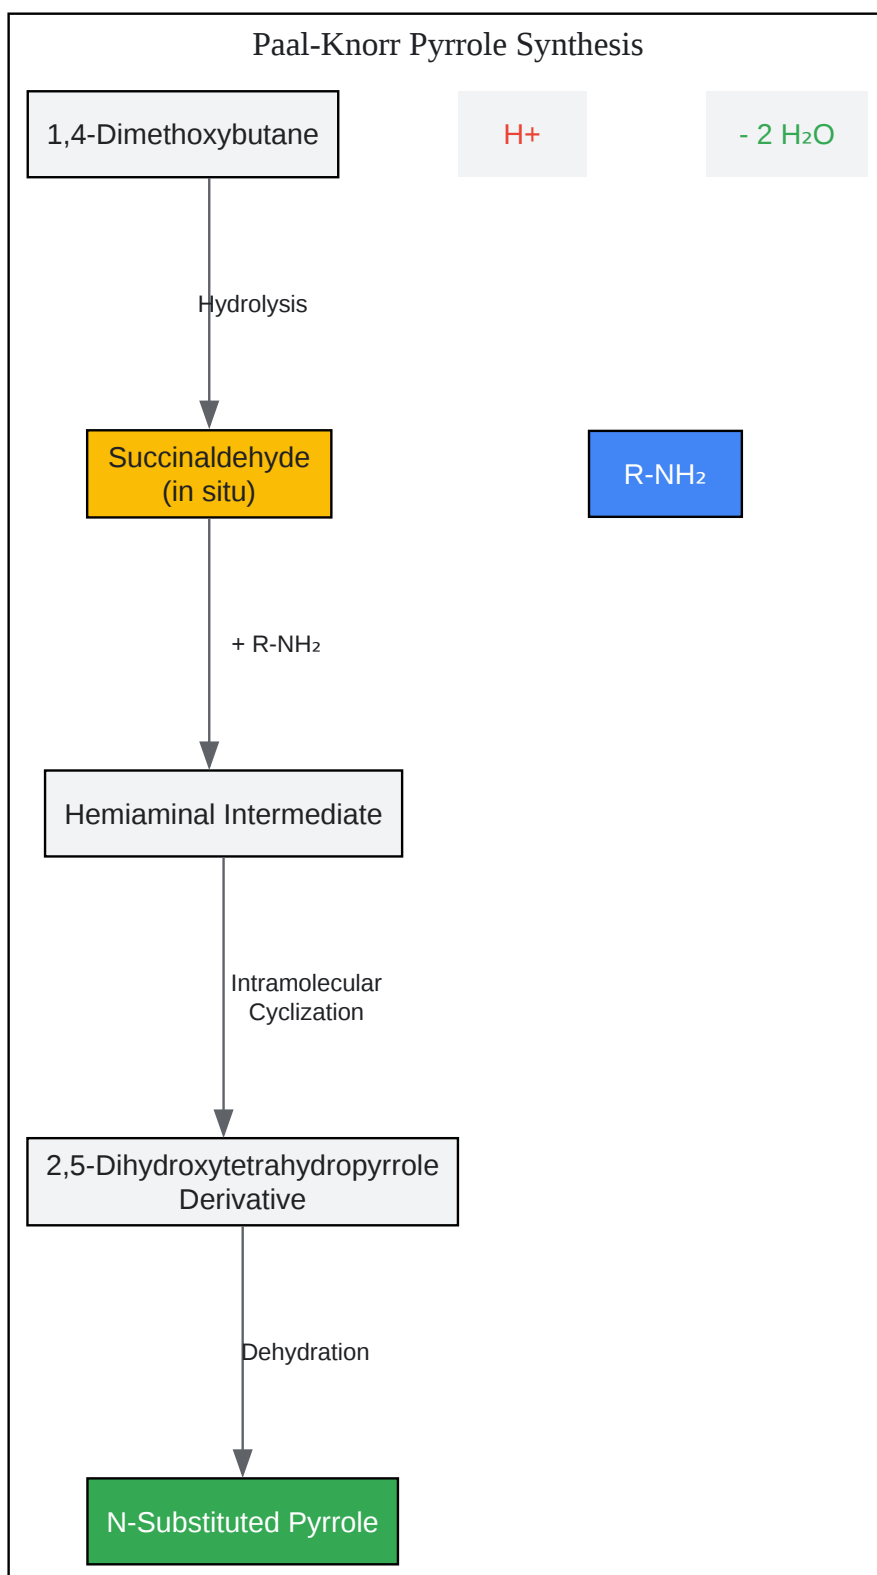 Paal-Knorr Pyrrole Synthesis
1,4-Dimethoxybutane
H+
- 2 H₂O
Hydrolysis
Succinaldehyde
(in situ)
R-NH₂
+ R-NH₂
Hemiaminal Intermediate
Intramolecular
Cyclization
2,5-Dihydroxytetrahydropyrrole
Derivative
Dehydration
N-Substituted Pyrrole